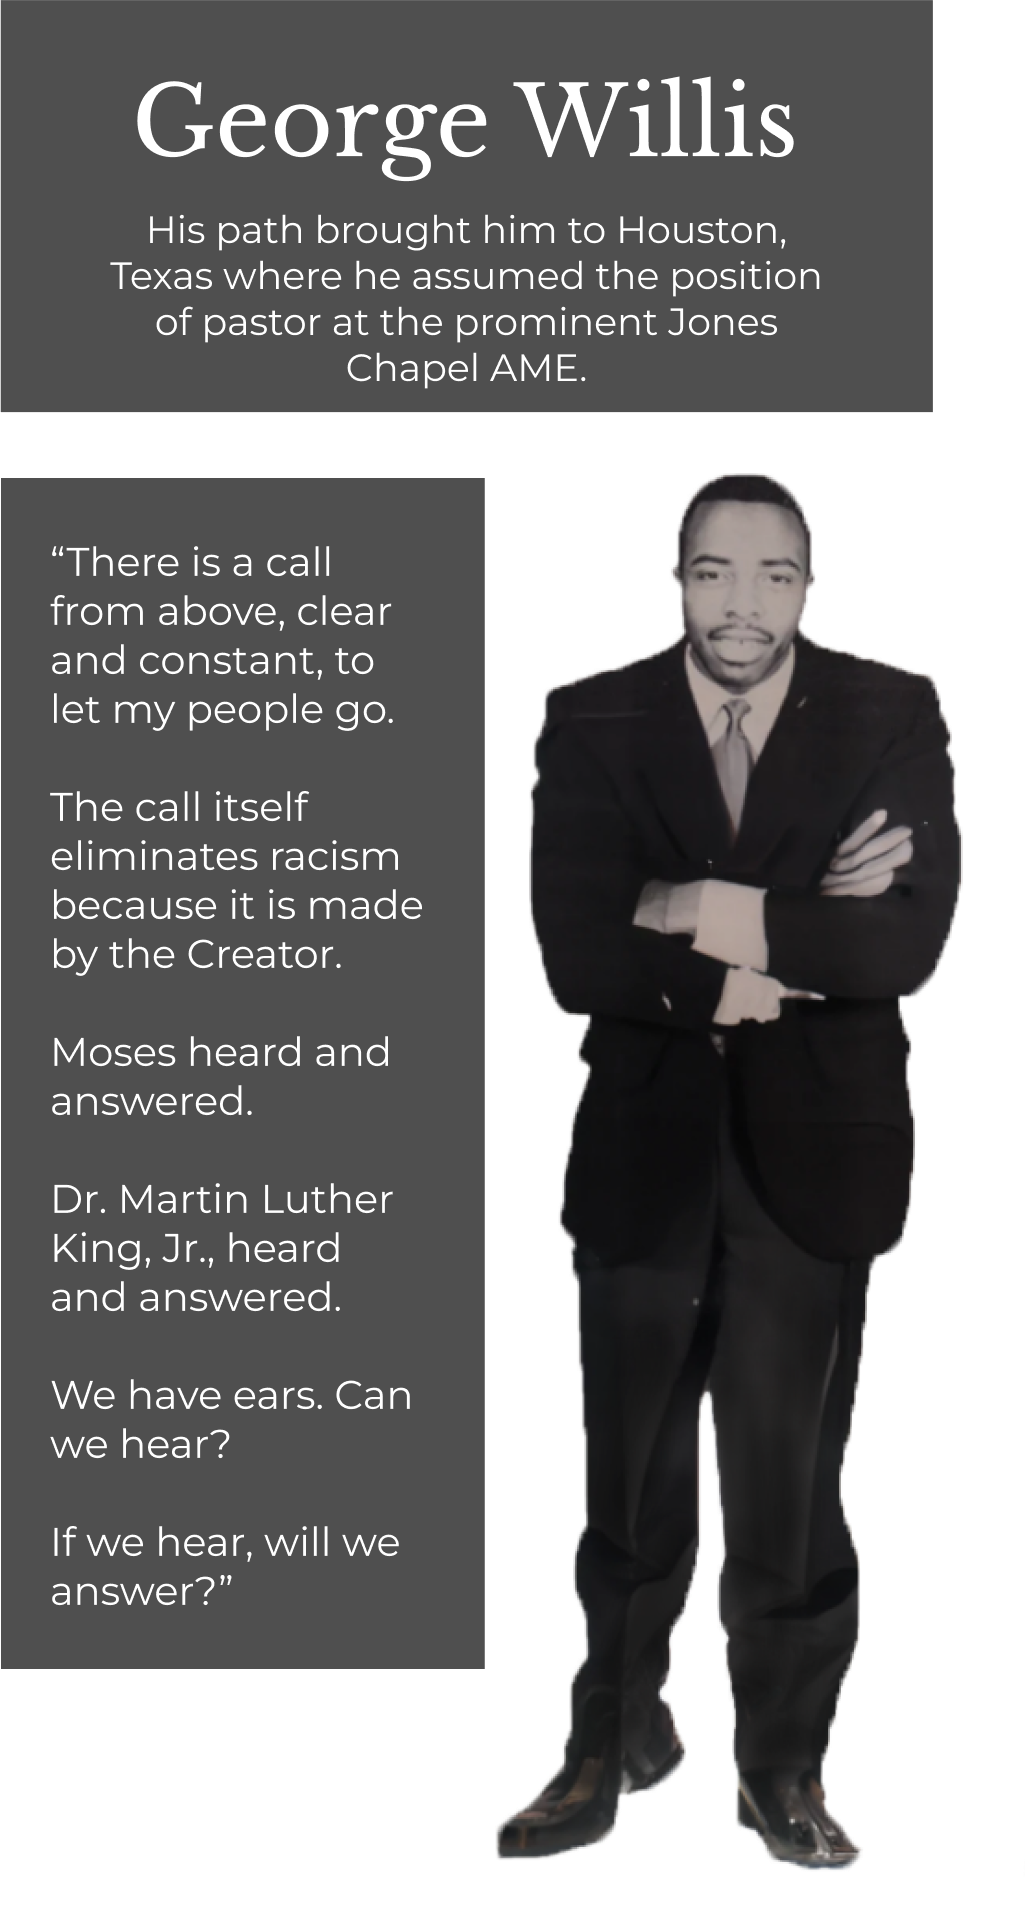 George Willis
His path brought him to Houston,
Texas where he assumed the position
of pastor at the prominent Jones
Chapel AME.
“There is a call
from above, clear
and constant, to
let my people go.
The call itself
eliminates racism
because it is made
by the Creator.
Moses heard and
answered.
Dr. Martin Luther
King, Jr., heard
and answered.
We have ears. Can
we hear?
If we hear, will we
answer?”